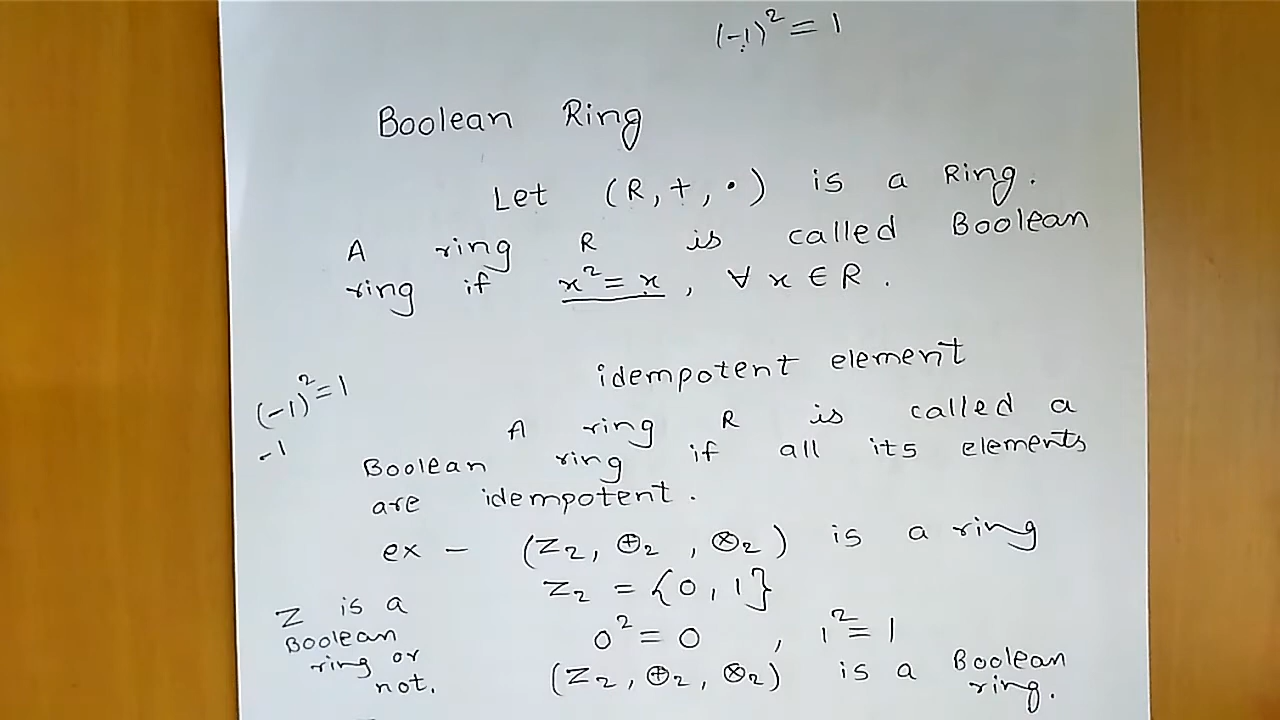 (-1)² = 1
Boolean Ring
Let (R, +, •) is a Ring.
A ring R is called Boolean
ring if x² = x, ∀ x ∈ R.
idempotent element
(-1)² = 1
-1
A ring R is called a
Boolean ring if all its elements
are idempotent.
ex - (Z₂, ⊕₂, ⊗₂) is a ring
Z₂ = {0, 1}
0² = 0, 1² = 1
(Z₂, ⊕₂, ⊗₂) is a Boolean
ring.
Z is a
Boolean
ring or
not.